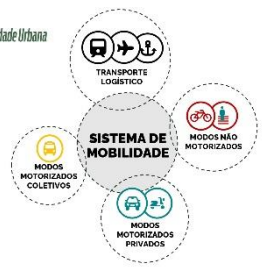 dade Urbana
TRANSPORTE
LOGÍSTICO
SISTEMA DE
MOBILIDADE
MODOS NÃO
MOTORIZADOS
MODOS
MOTORIZADOS
COLETIVOS
MODOS
MOTORIZADOS
PRIVADOS